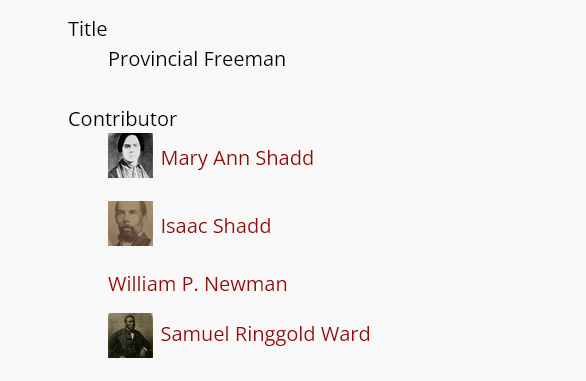 Title
Provincial Freeman
Contributor
Mary Ann Shadd
Isaac Shadd
William P. Newman
Samuel Ringgold Ward